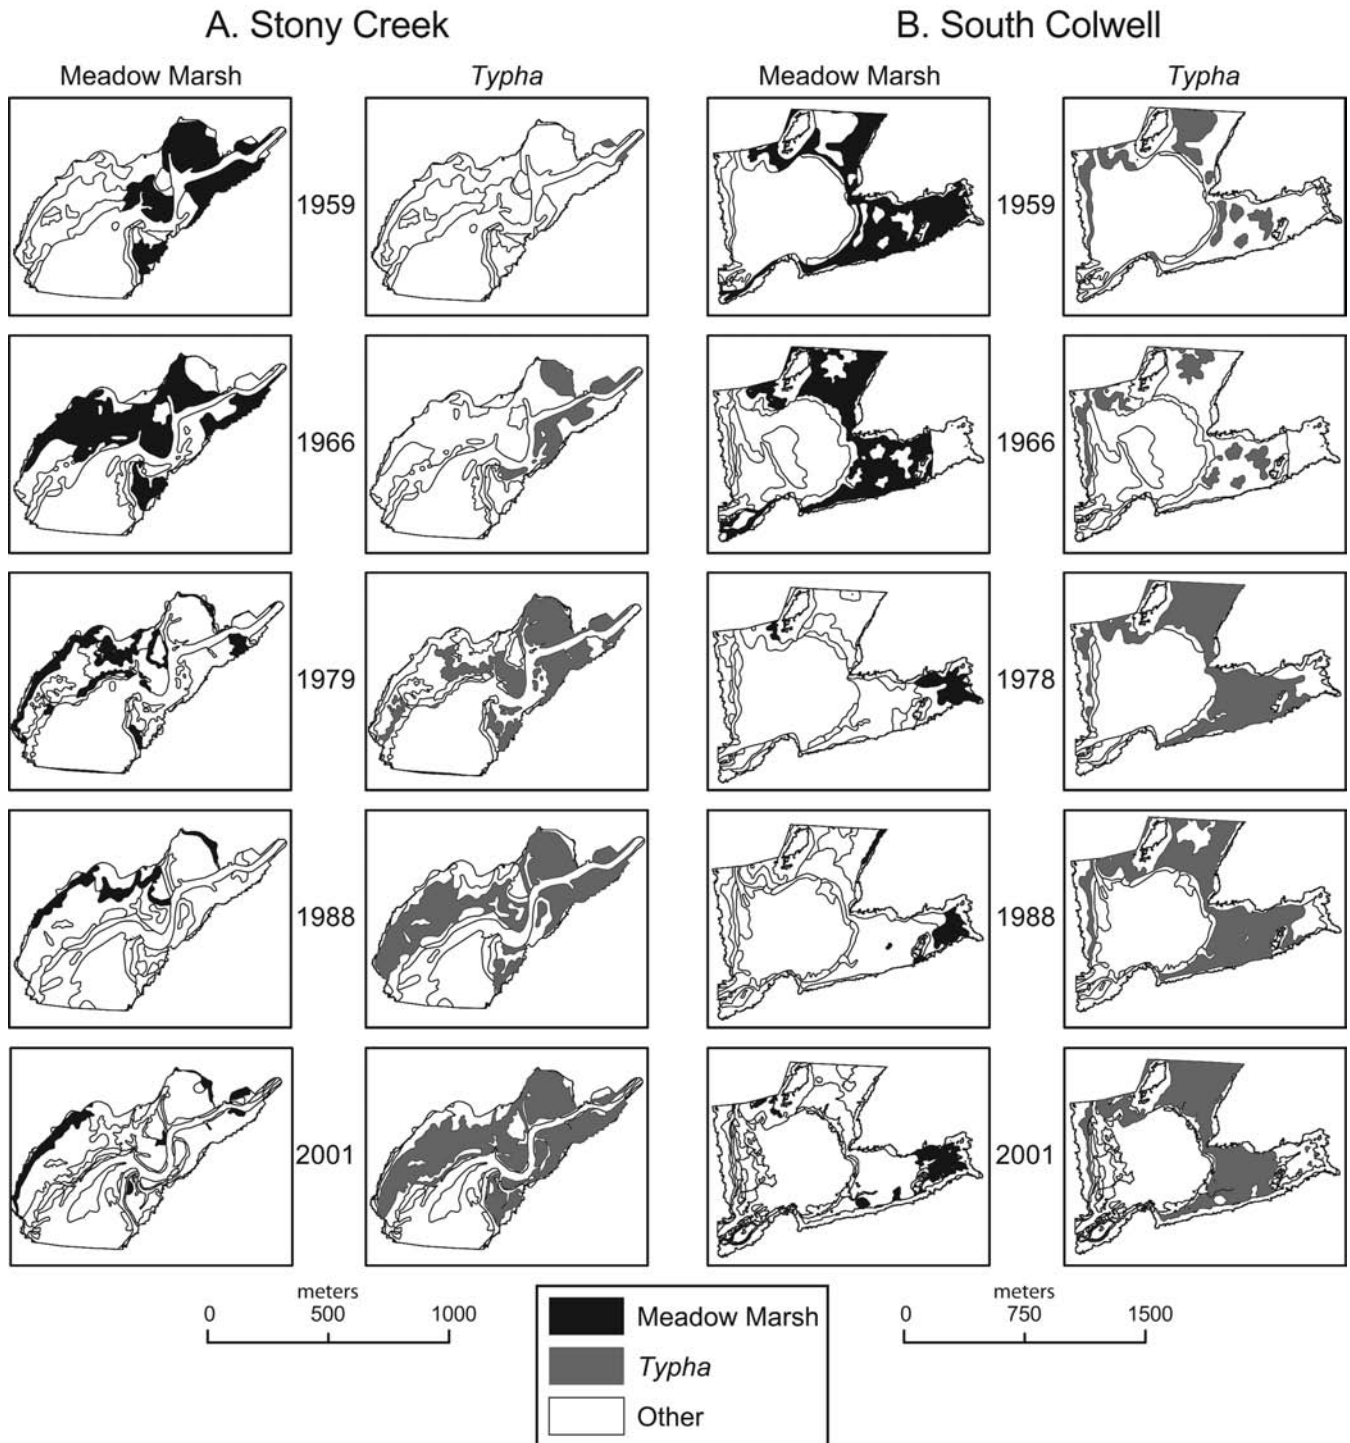 A. Stony Creek
B. South Colwell
Meadow Marsh
Typha
Meadow Marsh
Typha
1959
1959
1966
1966
1979
1978
1988
1988
2001
2001
meters
0 500 1000
meters
0 750 1500
Meadow Marsh
Typha
Other